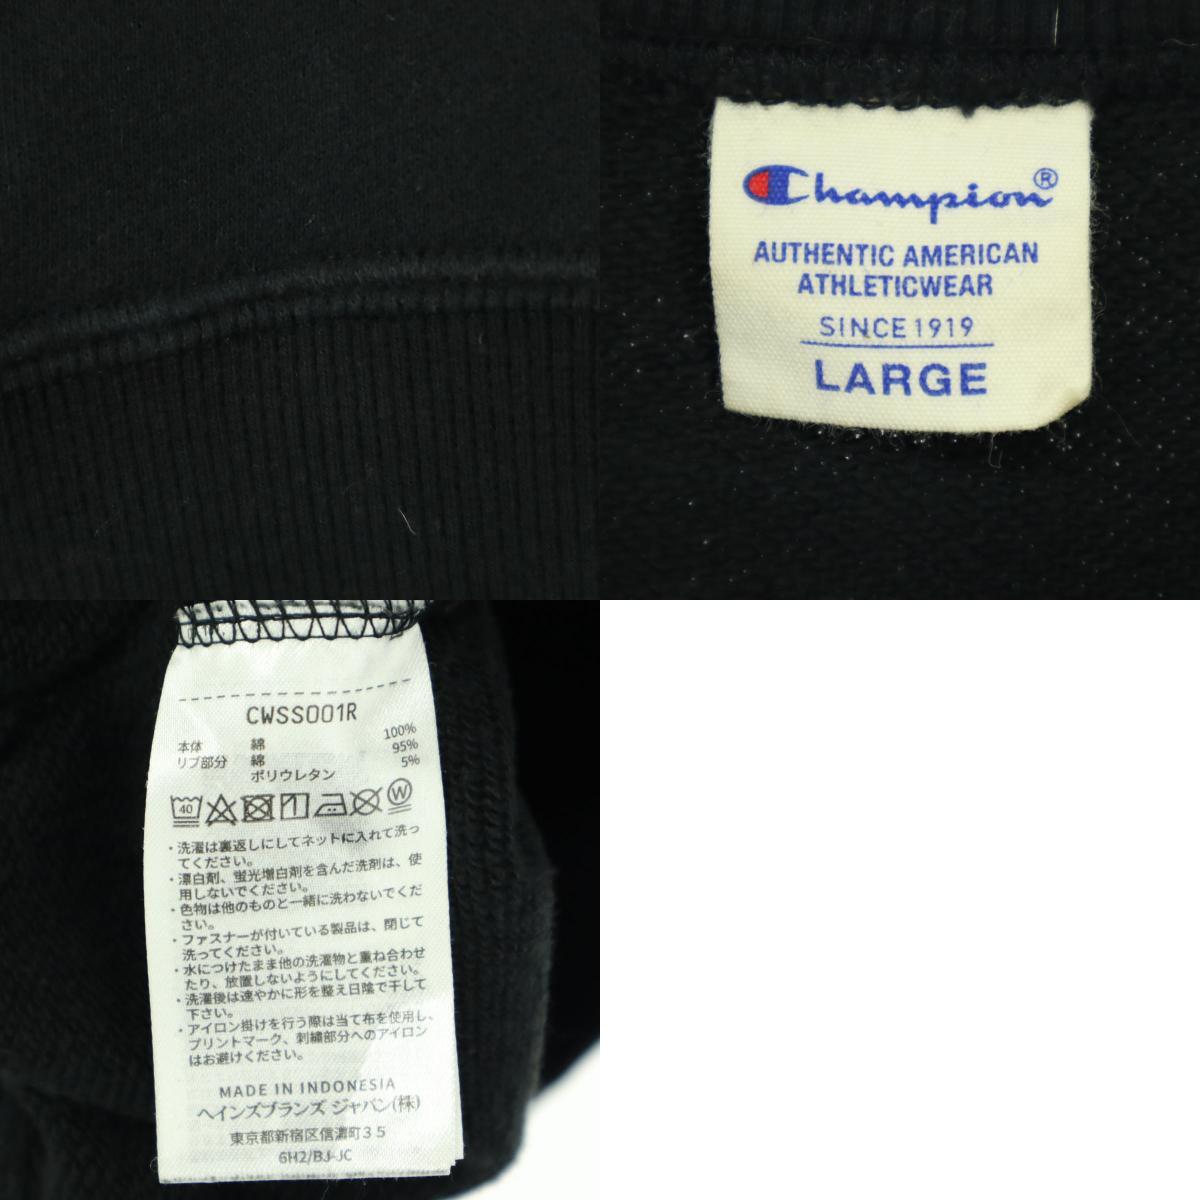 Champion®
AUTHENTIC AMERICAN
ATHLETICWEAR
SINCE 1919
LARGE
CWSS001R
本体 綿 100%
リブ部分 綿 95%
ポリウレタン 5%
40 W
・洗濯は裏返しにしてネットに入れて洗っ
てください。
・漂白剤、蛍光増白剤を含んだ洗剤は、使
用しないでください。
・色物は他のものと一緒に洗わないでくだ
さい。
・ファスナーが付いている製品は、閉じて
洗ってください。
・水につけたまま他の洗濯物と重ね合わせ
たり、放置しないようにしてください。
・洗濯後は速やかに形を整え日陰で干して
下さい。
・アイロン掛けを行う際は当て布を使用し、
プリントマーク、刺繍部分へのアイロン
はお避けください。
MADE IN INDONESIA
ヘインズブランズ ジャパン(株)
東京都新宿区信濃町35
6H2/BJ-JC